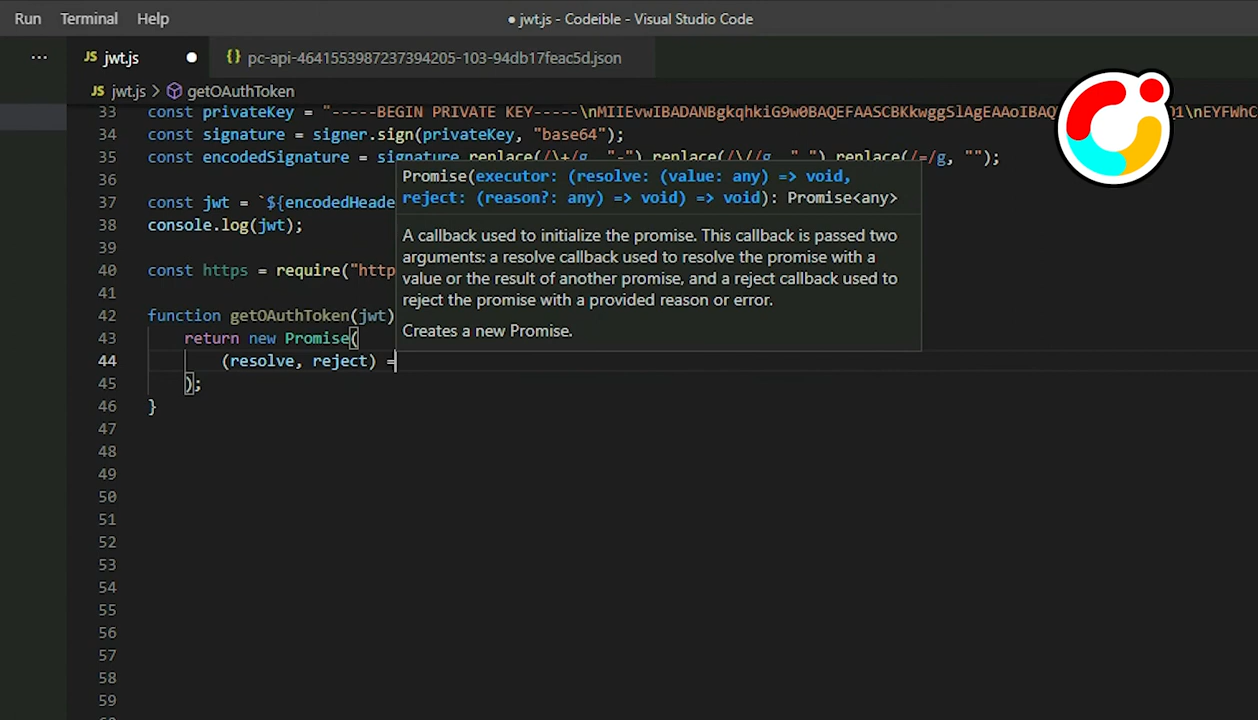 Run Terminal Help
● jwt.js - Codeible - Visual Studio Code
··· JS jwt.js ● {} pc-api-4641553987237394205-103-94db17feac5d.json
JS jwt.js > getOAuthToken
33 const privateKey = "-----BEGIN PRIVATE KEY-----\nMIIEvwIBADANBgkqhkiG9w0BAQEFAASCBKkwggSlAgEAAoIBAQ
34 const signature = signer.sign(privateKey, "base64");
35 const encodedSignature = signature.replace(/\+/g, "-").replace(/\//g, "_").replace(/=/g, "");
36
37 const jwt = `${encodedHeade
38 console.log(jwt);
39
40 const https = require("http
41
42 function getOAuthToken(jwt)
43 return new Promise(
44 (resolve, reject) =
45 );
46 }
47
48
49
50
51
52
53
54
55
56
57
58
59
Promise(executor: (resolve: (value: any) => void,
reject: (reason?: any) => void) => void): Promise<any>
A callback used to initialize the promise. This callback is passed two
arguments: a resolve callback used to resolve the promise with a
value or the result of another promise, and a reject callback used to
reject the promise with a provided reason or error.
Creates a new Promise.